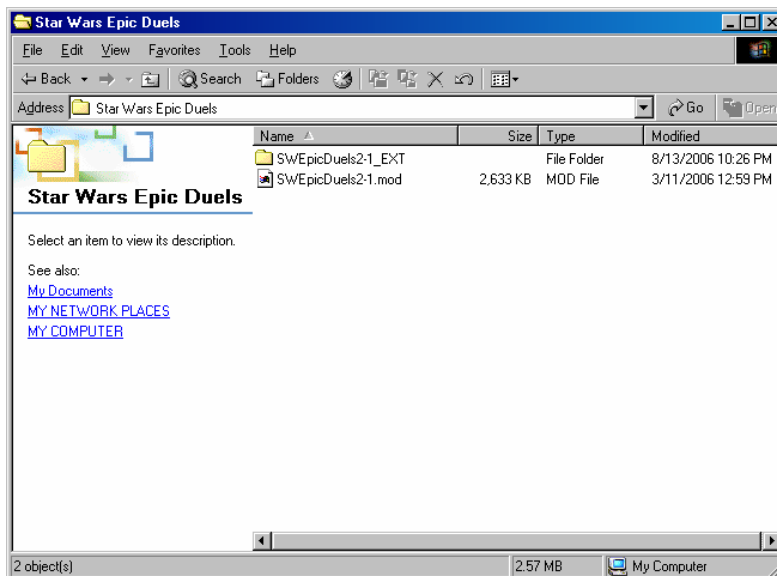 Star Wars Epic Duels
File Edit View Favorites Tools Help
Back Search Folders
Address Star Wars Epic Duels Go Open
Name Size Type Modified
SWEpicDuels2-1_EXT File Folder 8/13/2006 10:26 PM
SWEpicDuels2-1.mod 2,633 KB MOD File 3/11/2006 12:59 PM
Star Wars Epic Duels
Select an item to view its description.
See also:
My Documents
MY NETWORK PLACES
MY COMPUTER
2 object(s) 2.57 MB My Computer